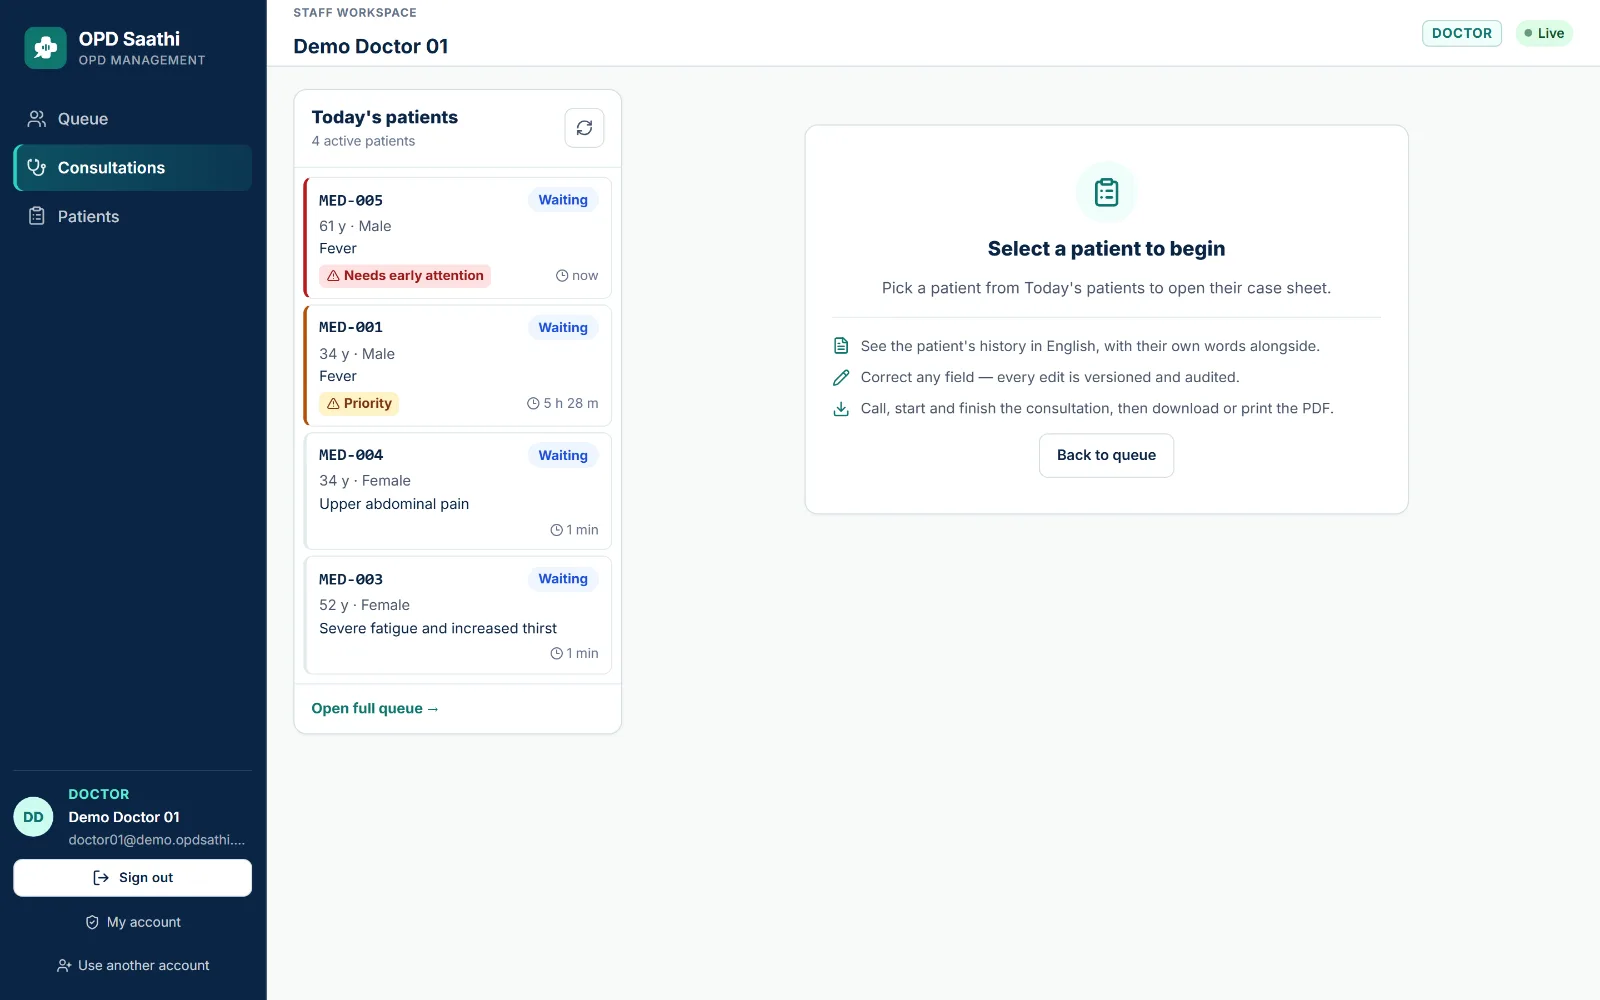 OPD Saathi
OPD MANAGEMENT
Queue
Consultations
Patients
DOCTOR
DD
Demo Doctor 01
doctor01@demo.opdsathi....
Sign out
My account
Use another account
STAFF WORKSPACE
Demo Doctor 01
DOCTOR
Live
Today's patients
4 active patients
MED-005
Waiting
61 y · Male
Fever
Needs early attention
now
MED-001
Waiting
34 y · Male
Fever
Priority
5 h 28 m
MED-004
Waiting
34 y · Female
Upper abdominal pain
1 min
MED-003
Waiting
52 y · Female
Severe fatigue and increased thirst
1 min
Open full queue →
Select a patient to begin
Pick a patient from Today's patients to open their case sheet.
See the patient's history in English, with their own words alongside.
Correct any field — every edit is versioned and audited.
Call, start and finish the consultation, then download or print the PDF.
Back to queue